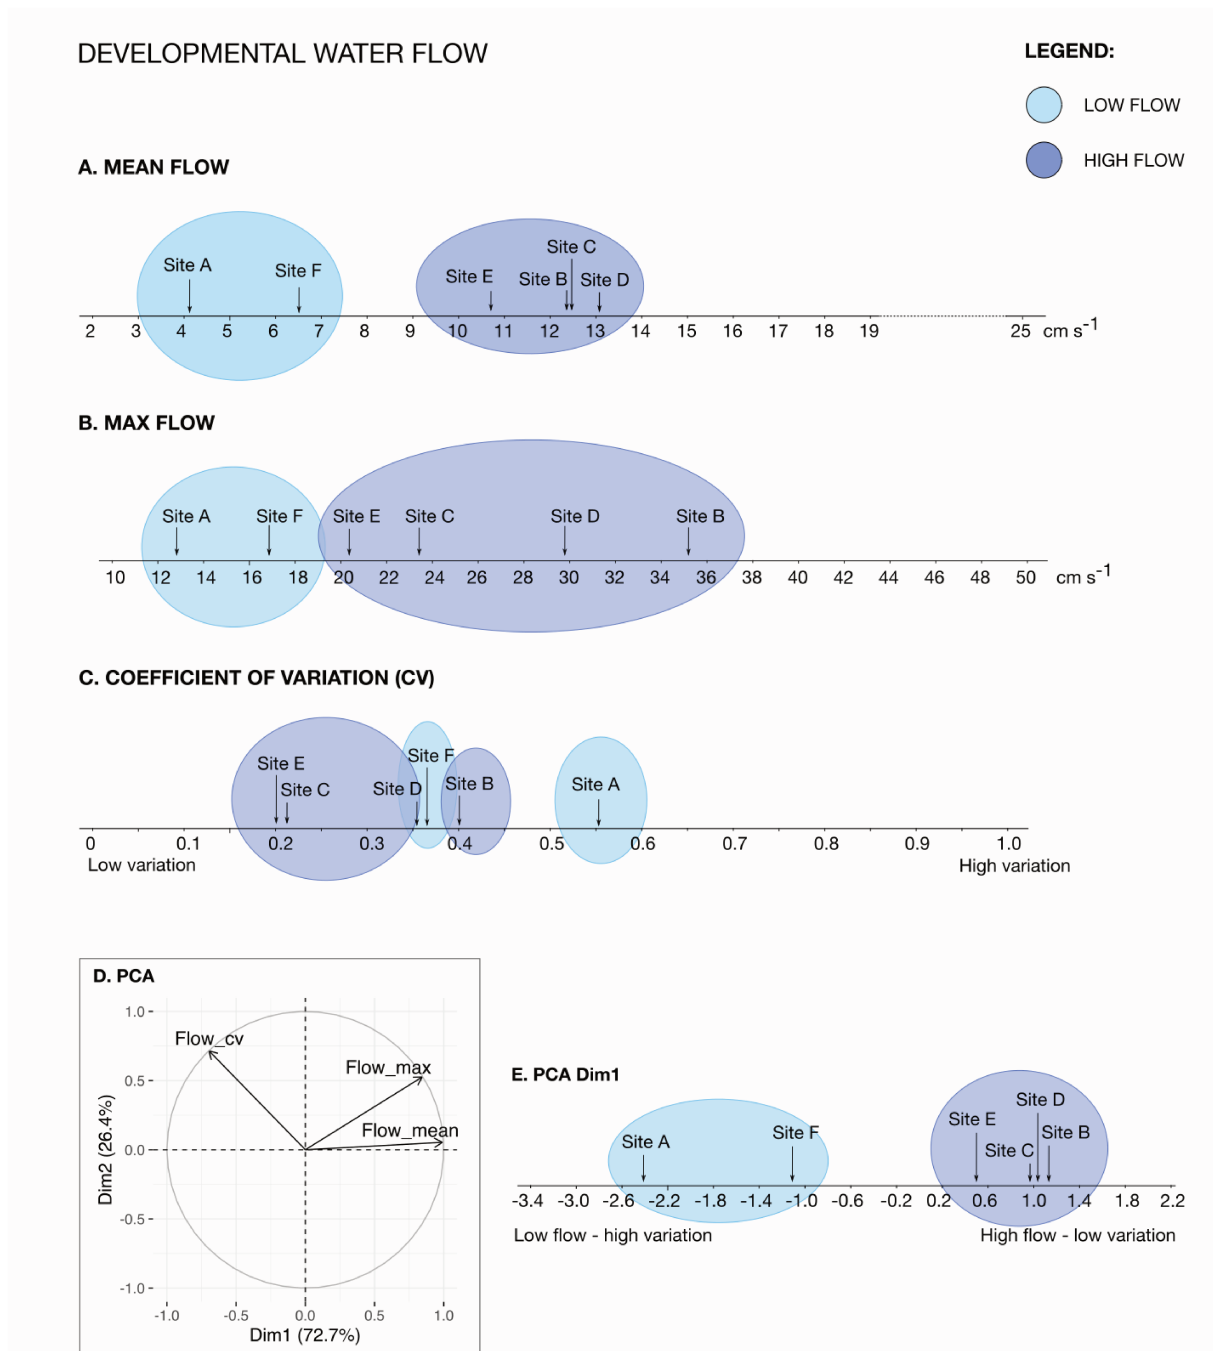 DEVELOPMENTAL WATER FLOW
LEGEND:
LOW FLOW
HIGH FLOW
A. MEAN FLOW
Site A
Site F
Site E
Site B
Site C
Site D
2 3 4 5 6 7 8 9 10 11 12 13 14 15 16 17 18 19 25 cm s-1
B. MAX FLOW
Site A
Site F
Site E
Site C
Site D
Site B
10 12 14 16 18 20 22 24 26 28 30 32 34 36 38 40 42 44 46 48 50 cm s-1
C. COEFFICIENT OF VARIATION (CV)
Site E
Site C
Site D
Site F
Site B
Site A
0 0.1 0.2 0.3 0.4 0.5 0.6 0.7 0.8 0.9 1.0
Low variation
High variation
D. PCA
1.0
0.5
0.0
-0.5
-1.0
Dim2 (26.4%)
Flow_cv
Flow_max
Flow_mean
-1.0 -0.5 0.0 0.5 1.0
Dim1 (72.7%)
E. PCA Dim1
Site A
Site F
Site E
Site C
Site D
Site B
-3.4 -3.0 -2.6 -2.2 -1.8 -1.4 -1.0 -0.6 -0.2 0.2 0.6 1.0 1.4 1.8 2.2
Low flow - high variation
High flow - low variation